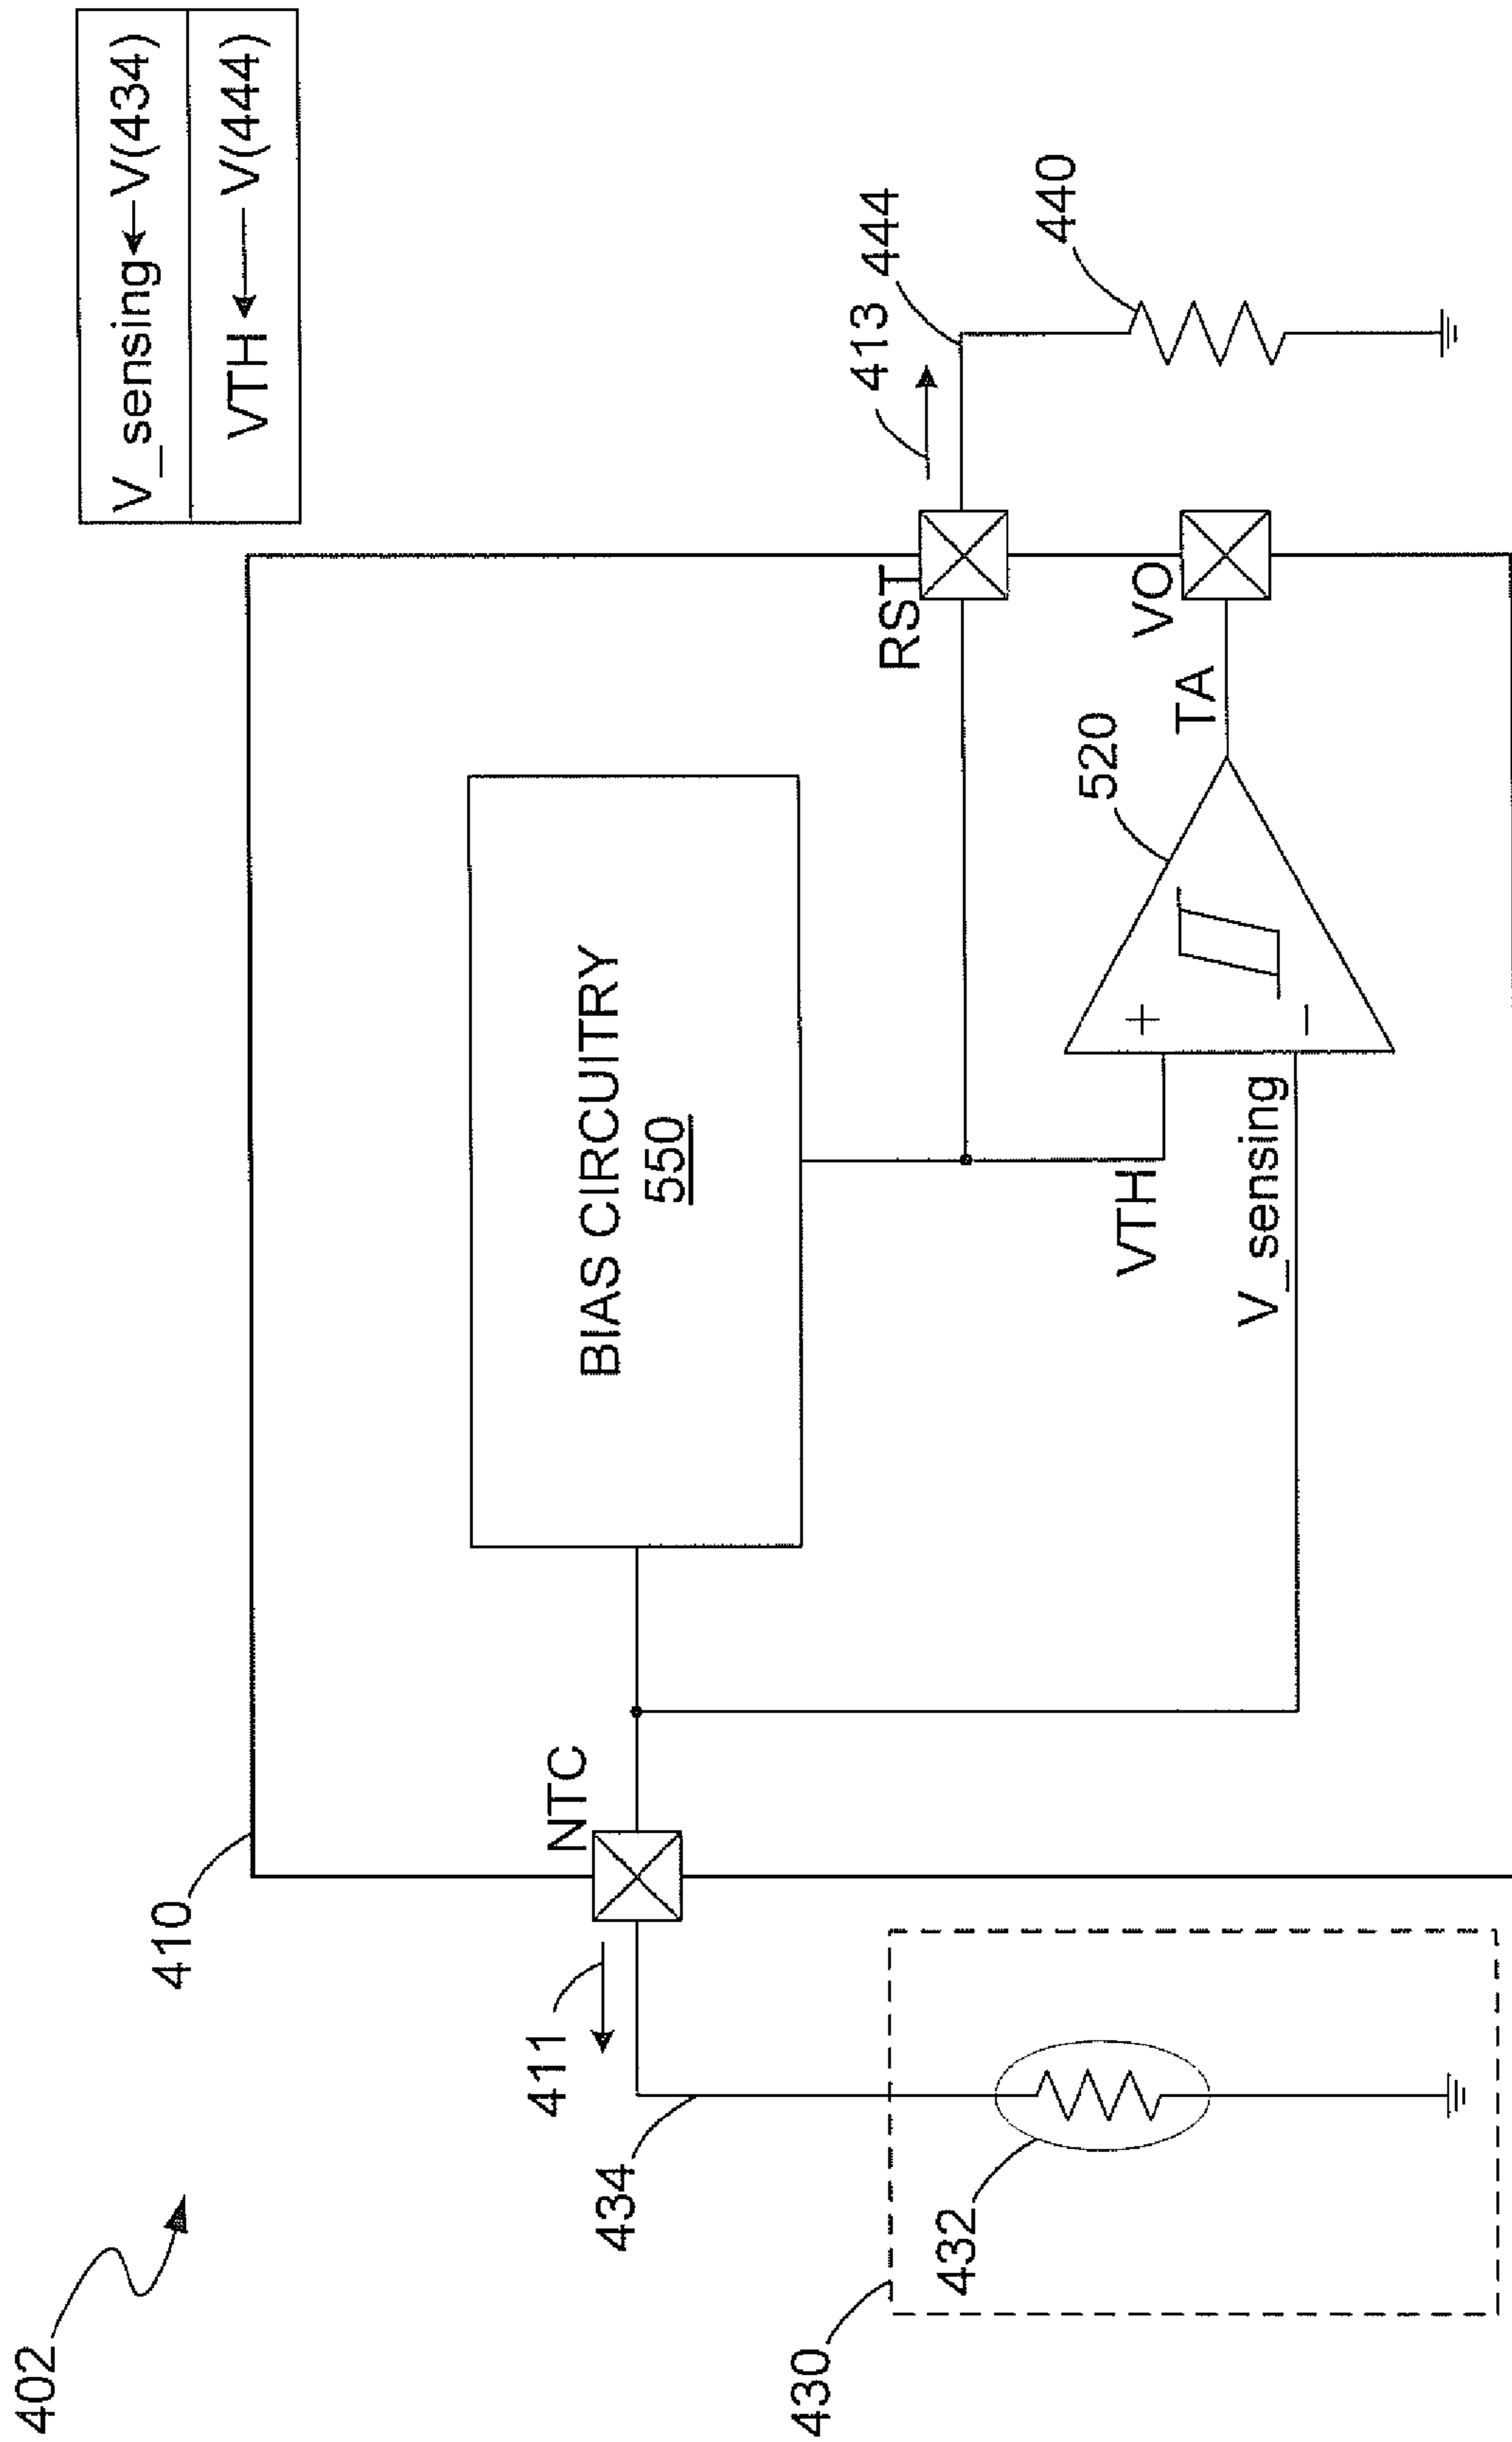 402
410
V_sensing←V(434)
VTH ← V(444)
BIAS CIRCUITRY
550
NTC
411
434
430
432
RST
413
444
440
VTH
V_sensing
+
−
520
TA
VO